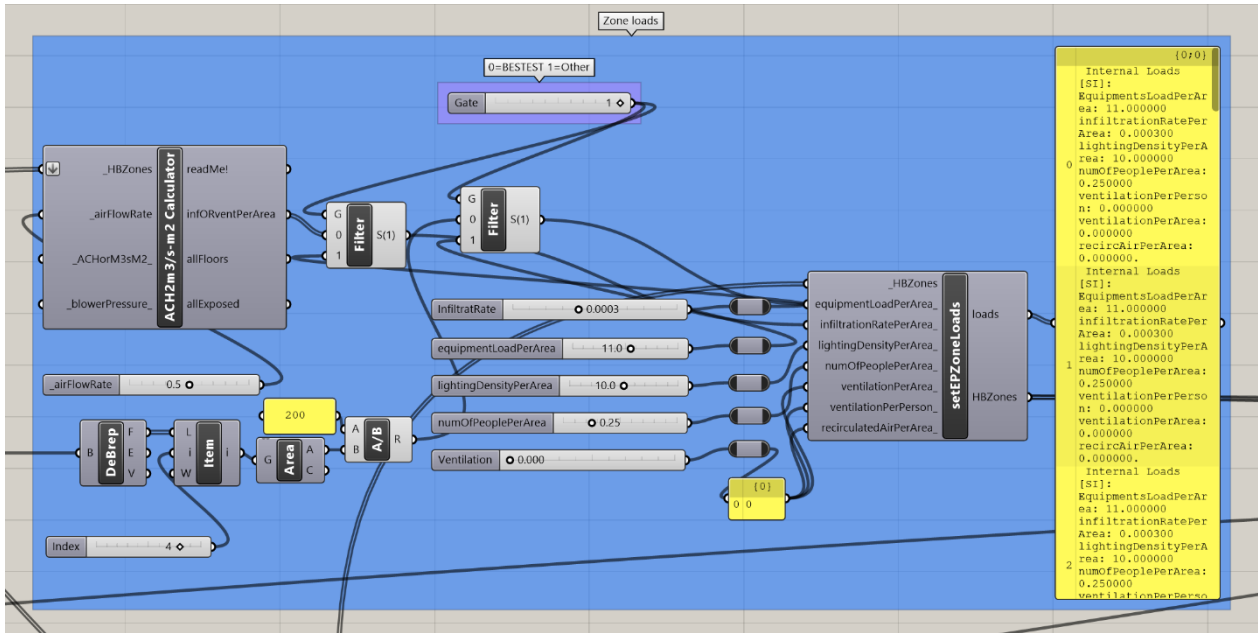 Zone loads
0=BESTEST 1=Other
Gate 1
_HBZones
_airFlowRate
_ACHorM3sM2_
_blowerPressure_
ACH2m3/s-m2 Calculator
readMe!
infORventPerArea
allFloors
allExposed
G
0
1
Filter
S(1)
G
0
1
Filter
S(1)
_airFlowRate 0.5
InfiltratRate 0.0003
equipmentLoadPerArea 11.0
lightingDensityPerArea 10.0
numOfPeoplePerArea 0.25
Ventilation 0.000
200
B
DeBrep
F
E
V
L
i
W
Item
i
G
Area
A
C
A
B
A/B
R
Index 4
{0}
0 0
_HBZones
equipmentLoadPerArea_
infiltrationRatePerArea_
lightingDensityPerArea_
numOfPeoplePerArea_
ventilationPerArea_
ventilationPerPerson_
recirculatedAirPerArea_
setEPZoneLoads
loads
HBZones
{0;0}
0
Internal Loads
[SI]:
EquipmentsLoadPerAr
ea: 11.000000
infiltrationRatePer
Area: 0.000300
lightingDensityPerA
rea: 10.000000
numOfPeoplePerArea:
0.250000
ventilationPerPerso
n: 0.000000
ventilationPerArea:
0.000000
recircAirPerArea:
0.000000.
1
Internal Loads
[SI]:
EquipmentsLoadPerAr
ea: 11.000000
infiltrationRatePer
Area: 0.000300
lightingDensityPerA
rea: 10.000000
numOfPeoplePerArea:
0.250000
ventilationPerPerso
n: 0.000000
ventilationPerArea:
0.000000
recircAirPerArea:
0.000000.
2
Internal Loads
[SI]:
EquipmentsLoadPerAr
ea: 11.000000
infiltrationRatePer
Area: 0.000300
lightingDensityPerA
rea: 10.000000
numOfPeoplePerArea:
0.250000
ventilationPerPerso